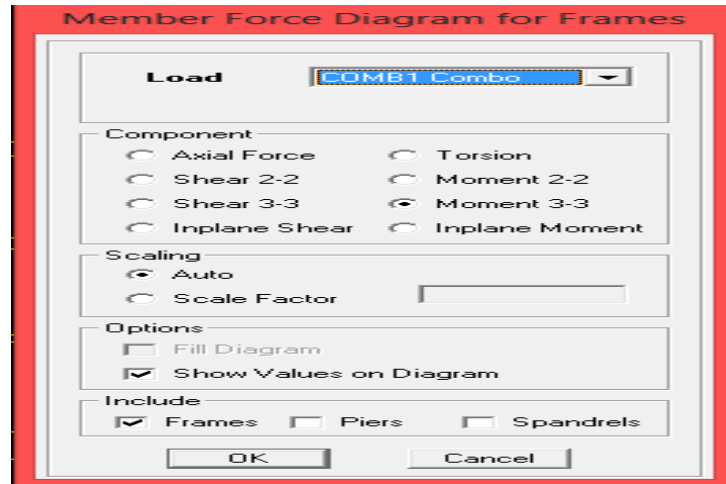 Member Force Diagram for Frames
Load COMB1 Combo
Component
Axial Force Torsion
Shear 2-2 Moment 2-2
Shear 3-3 Moment 3-3
Inplane Shear Inplane Moment
Scaling
Auto
Scale Factor
Options
Fill Diagram
Show Values on Diagram
Include
Frames Piers Spandrels
OK Cancel